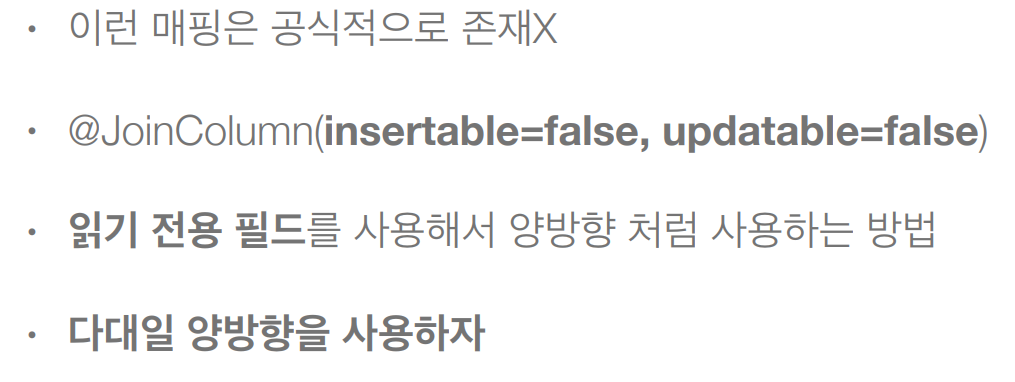 • 이런 매핑은 공식적으로 존재X
• @JoinColumn(insertable=false, updatable=false)
• 읽기 전용 필드를 사용해서 양방향 처럼 사용하는 방법
• 다대일 양방향을 사용하자